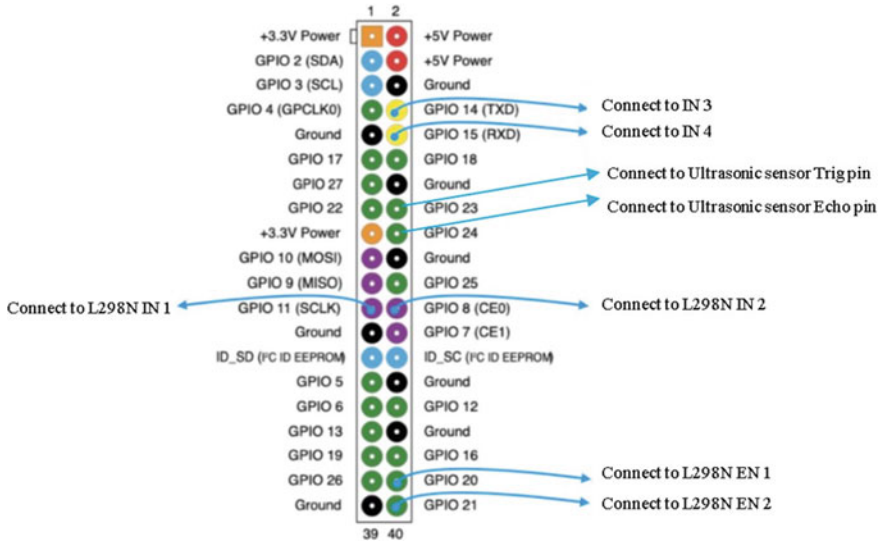 1 2
+3.3V Power +5V Power
GPIO 2 (SDA) +5V Power
GPIO 3 (SCL) Ground
GPIO 4 (GPCLK0) GPIO 14 (TXD) Connect to IN 3
Ground GPIO 15 (RXD) Connect to IN 4
GPIO 17 GPIO 18
Connect to Ultrasonic sensor Trig pin
GPIO 27 Ground
GPIO 22 GPIO 23
Connect to Ultrasonic sensor Echo pin
+3.3V Power GPIO 24
GPIO 10 (MOSI) Ground
GPIO 9 (MISO) GPIO 25
Connect to L298N IN 1 GPIO 11 (SCLK) GPIO 8 (CE0) Connect to L298N IN 2
Ground GPIO 7 (CE1)
ID_SD (I²C ID EEPROM) ID_SC (I²C ID EEPROM)
GPIO 5 Ground
GPIO 6 GPIO 12
GPIO 13 Ground
GPIO 19 GPIO 16
GPIO 26 GPIO 20 Connect to L298N EN 1
Ground GPIO 21 Connect to L298N EN 2
39 40